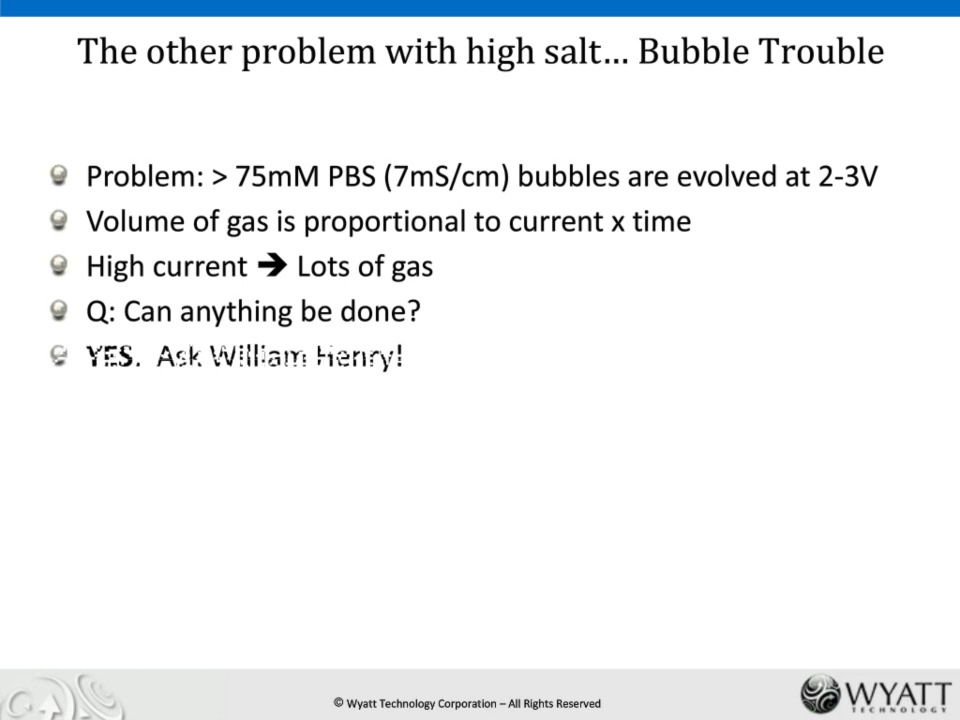 The other problem with high salt... Bubble Trouble
Problem: > 75mM PBS (7mS/cm) bubbles are evolved at 2-3V
Volume of gas is proportional to current x time
High current ➔ Lots of gas
Q: Can anything be done?
YES. Ask William Henry!
© Wyatt Technology Corporation – All Rights Reserved
WYATT
TECHNOLOGY